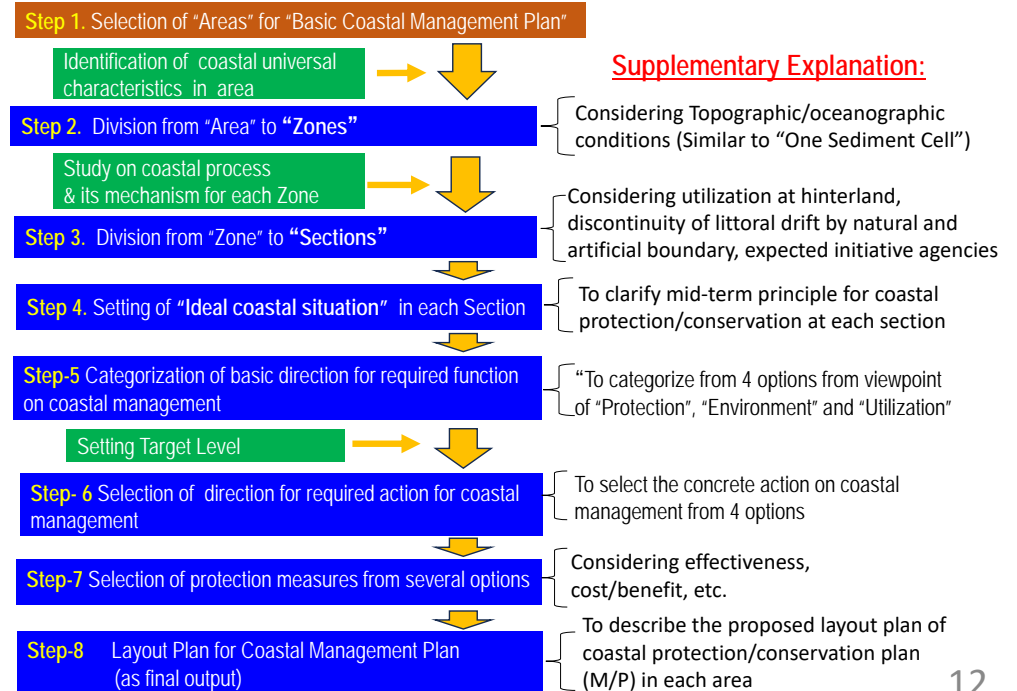 Step 1. Selection of “Areas” for “Basic Coastal Management Plan”
Identification of coastal universal
characteristics in area
Supplementary Explanation:
Step 2. Division from “Area” to “Zones”
Considering Topographic/oceanographic
conditions (Similar to “One Sediment Cell”)
Study on coastal process
& its mechanism for each Zone
Step 3. Division from “Zone” to “Sections”
Considering utilization at hinterland,
discontinuity of littoral drift by natural and
artificial boundary, expected initiative agencies
Step 4. Setting of “Ideal coastal situation” in each Section
To clarify mid-term principle for coastal
protection/conservation at each section
Step-5 Categorization of basic direction for required function
on coastal management
“To categorize from 4 options from viewpoint
of “Protection”, “Environment” and “Utilization”
Setting Target Level
Step- 6 Selection of direction for required action for coastal
management
To select the concrete action on coastal
management from 4 options
Step-7 Selection of protection measures from several options
Considering effectiveness,
cost/benefit, etc.
Step-8 Layout Plan for Coastal Management Plan
(as final output)
To describe the proposed layout plan of
coastal protection/conservation plan
(M/P) in each area
12